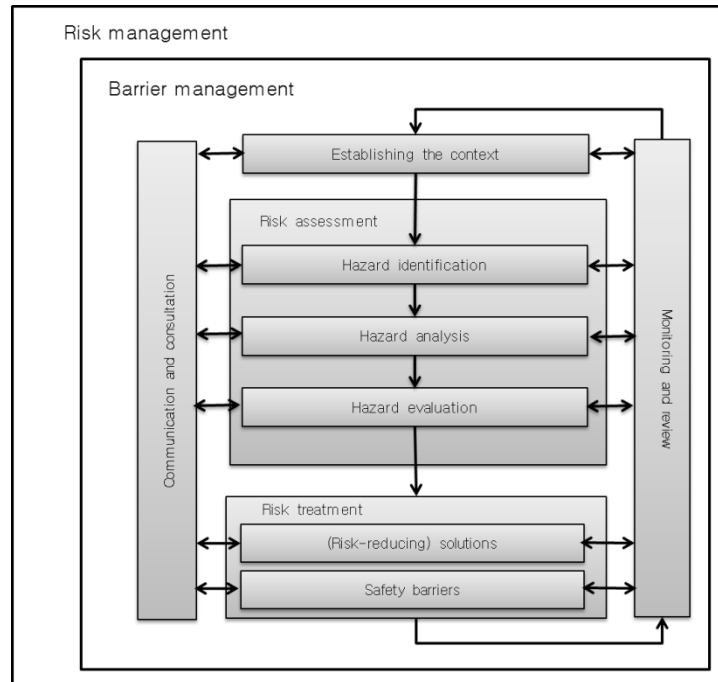 Risk management
Barrier management
Establishing the context
Risk assessment
Hazard identification
Hazard analysis
Hazard evaluation
Risk treatment
(Risk-reducing) solutions
Safety barriers
Communication and consultation
Monitoring and review